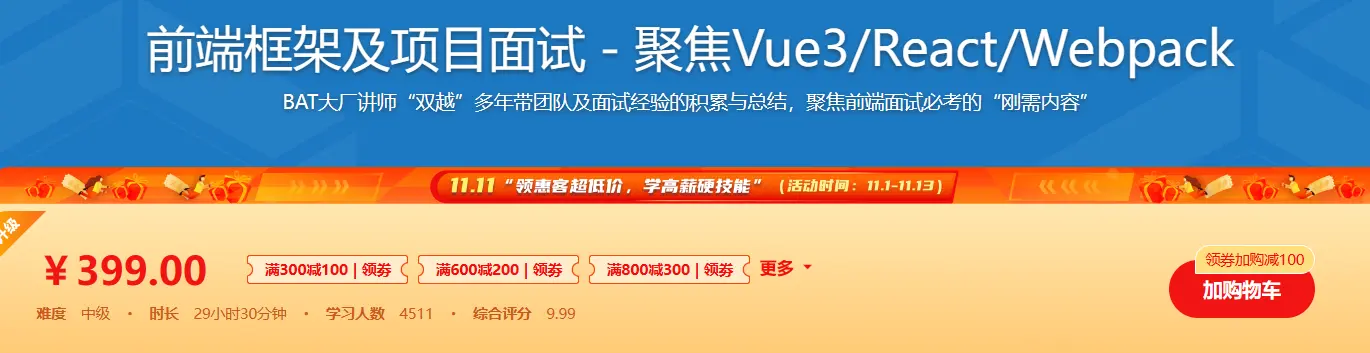 前端框架及项目面试 - 聚焦Vue3/React/Webpack
BAT大厂讲师“双越”多年带团队及面试经验的积累与总结，聚焦前端面试必考的“刚需内容”
11.11 “领惠客超低价，学高薪硬技能” (活动时间：11.1-11.13)
升级
￥399.00 满300减100 | 领券 满600减200 | 领券 满800减300 | 领券 更多
领券加购减100
加购物车
难度 中级 · 时长 29小时30分钟 · 学习人数 4511 · 综合评分 9.99